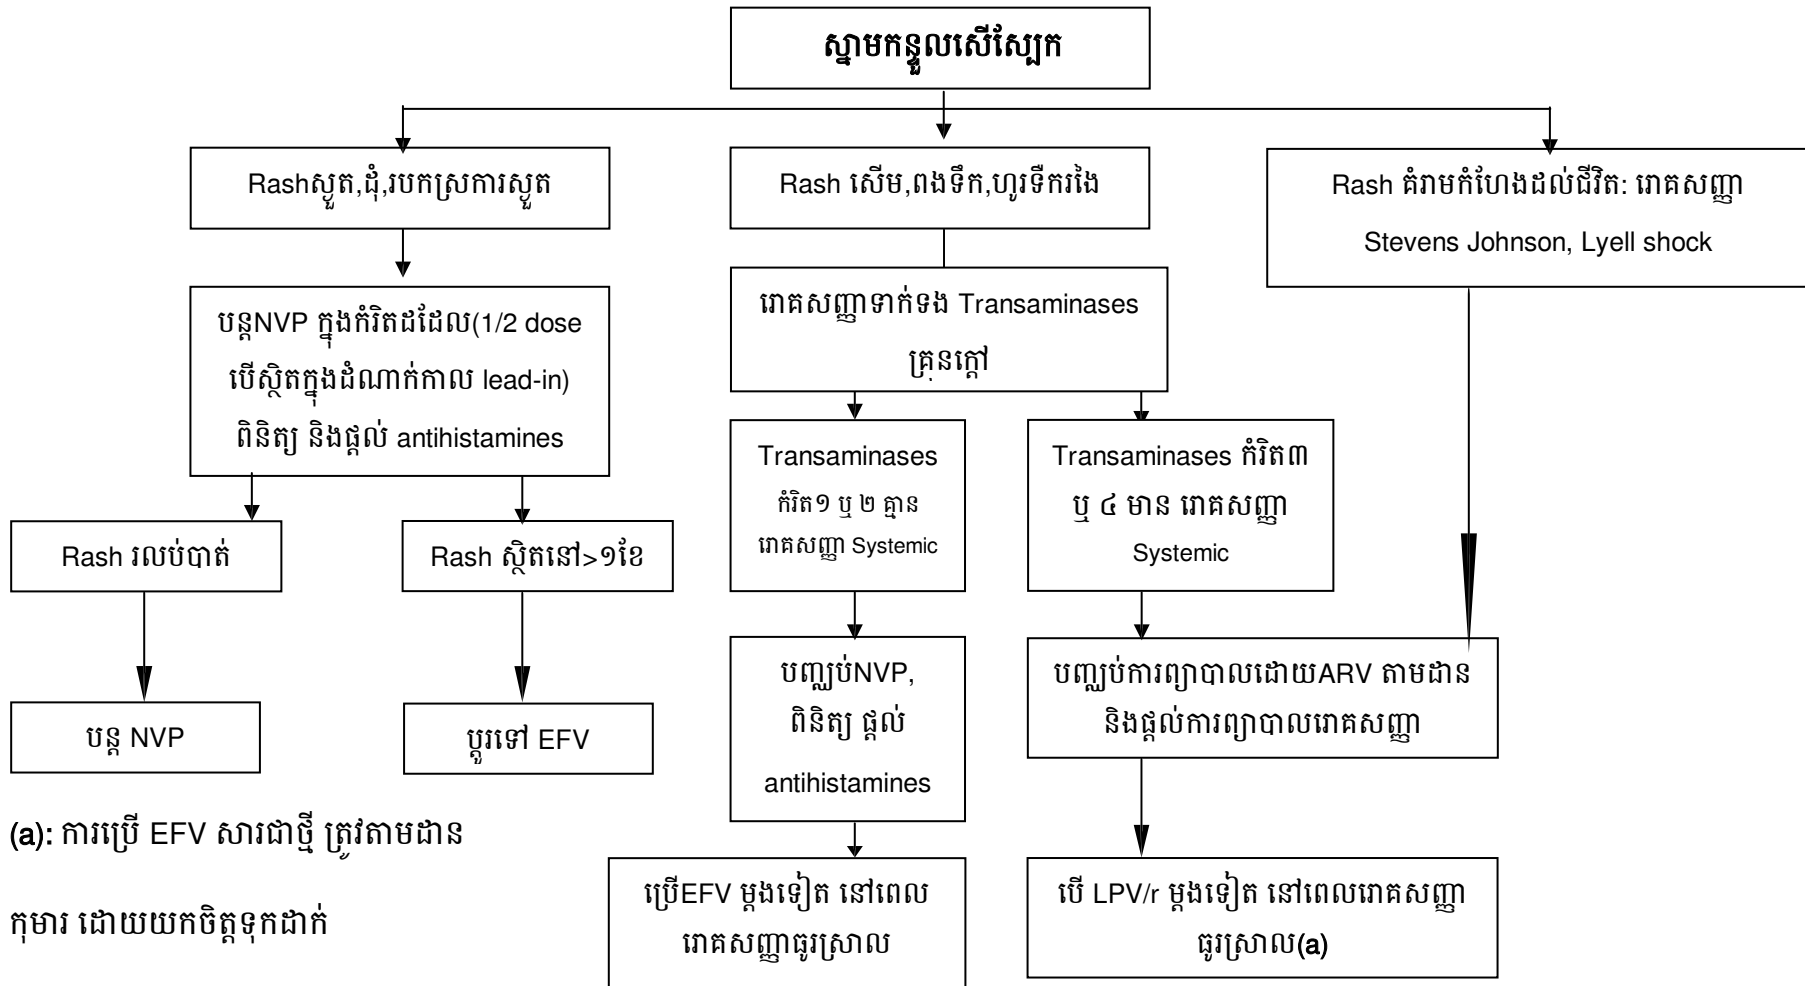 ស្នាមកន្ទួលសើស្បែក
Rashស្ងួត,ដុំ,របកស្រការស្ងួត
Rash សើម,ពងទឹក,ហូរទឹករងៃ
Rash គំរាមកំហែងដល់ជីវិត: រោគសញ្ញា
Stevens Johnson, Lyell shock
បន្តNVP ក្នុងកំរិតដដែល(1/2 dose
បើស្ថិតក្នុងដំណាក់កាល lead-in)
ពិនិត្យ និងផ្តល់ antihistamines
រោគសញ្ញាទាក់ទង Transaminases
គ្រុនក្តៅ
Rash រលប់បាត់
Rash ស្ថិតនៅ>១ខែ
Transaminases
កំរិត១ ឬ ២ គ្មាន
រោគសញ្ញា Systemic
Transaminases កំរិត៣
ឬ ៤ មាន រោគសញ្ញា
Systemic
បន្ត NVP
ប្តូរទៅ EFV
បញ្ឈប់NVP,
ពិនិត្យ ផ្តល់
antihistamines
បញ្ឈប់ការព្យាបាលដោយARV តាមដាន
និងផ្តល់ការព្យាបាលរោគសញ្ញា
(a): ការប្រើ EFV សារជាថ្មី ត្រូវតាមដាន
កុមារ ដោយយកចិត្តទុកដាក់
ប្រើEFV ម្តងទៀត នៅពេល
រោគសញ្ញាធូរស្រាល
បើ LPV/r ម្តងទៀត នៅពេលរោគសញ្ញា
ធូរស្រាល(a)